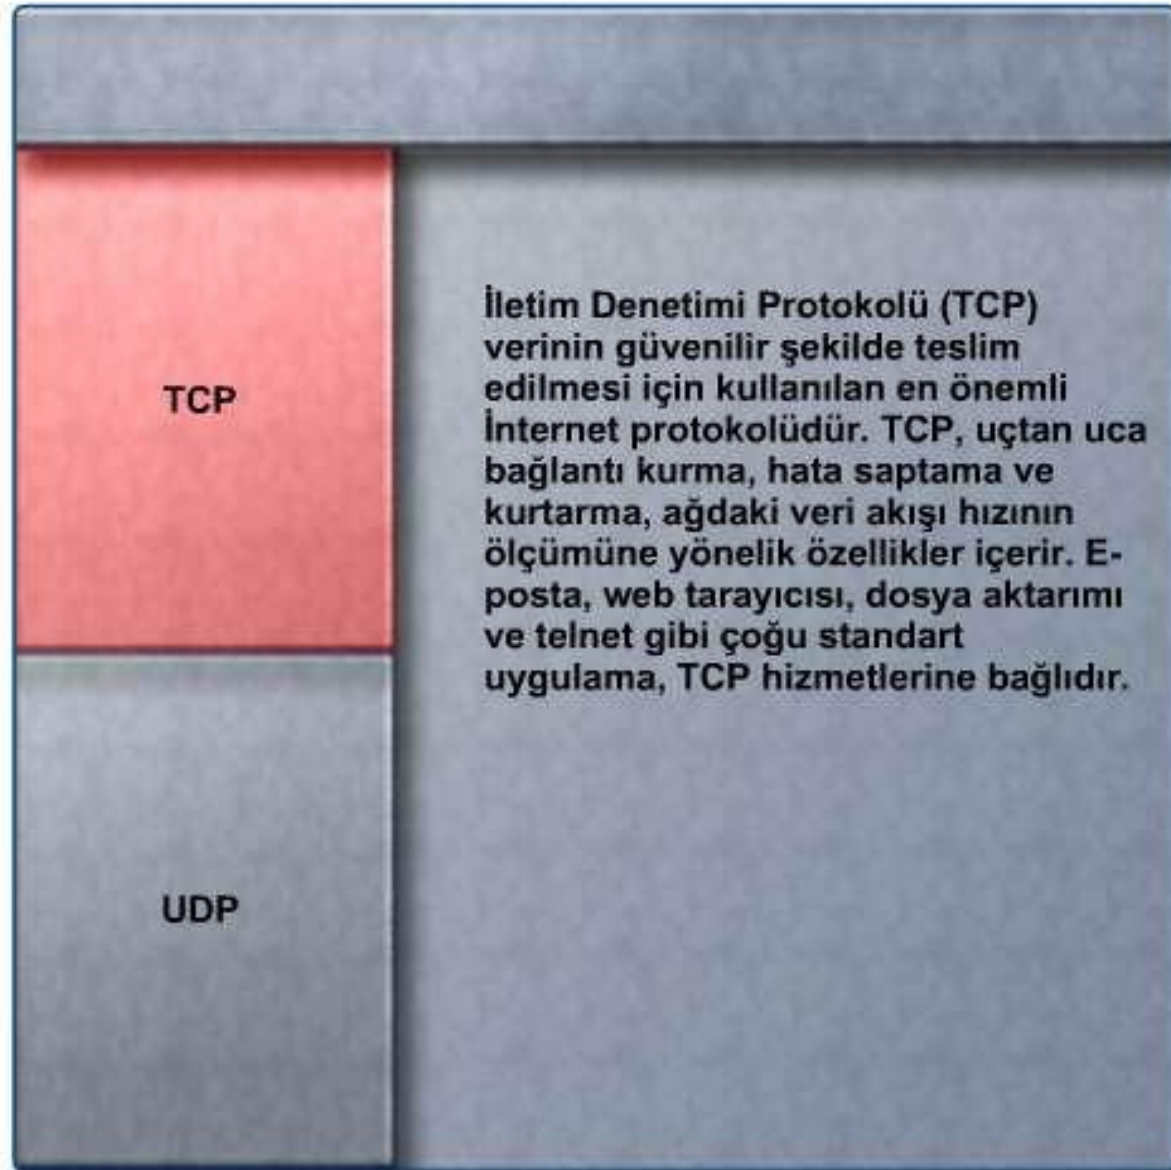 TCP
İletim Denetimi Protokolü (TCP)
verinin güvenilir şekilde teslim
edilmesi için kullanılan en önemli
İnternet protokolüdür. TCP, uçtan uca
bağlantı kurma, hata saptama ve
kurtarma, ağdaki veri akışı hızının
ölçümüne yönelik özellikler içerir. E-
posta, web tarayıcısı, dosya aktarımı
ve telnet gibi çoğu standart
uygulama, TCP hizmetlerine bağlıdır.
UDP